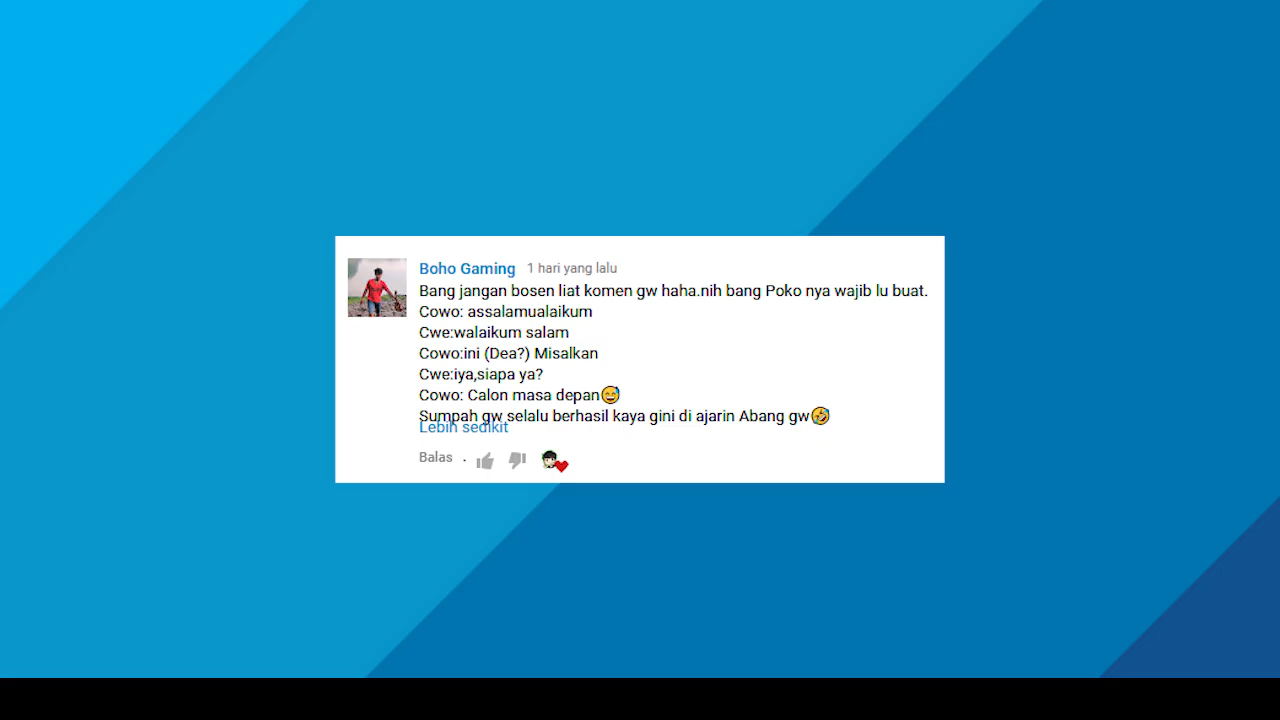 Boho Gaming 1 hari yang lalu
Bang jangan bosen liat komen gw haha.nih bang Poko nya wajib lu buat.
Cowo: assalamualaikum
Cwe:walaikum salam
Cowo:ini (Dea?) Misalkan
Cwe:iya,siapa ya?
Cowo: Calon masa depan😅
Sumpah gw selalu berhasil kaya gini di ajarin Abang gw🤣
Lebih sedikit
Balas .